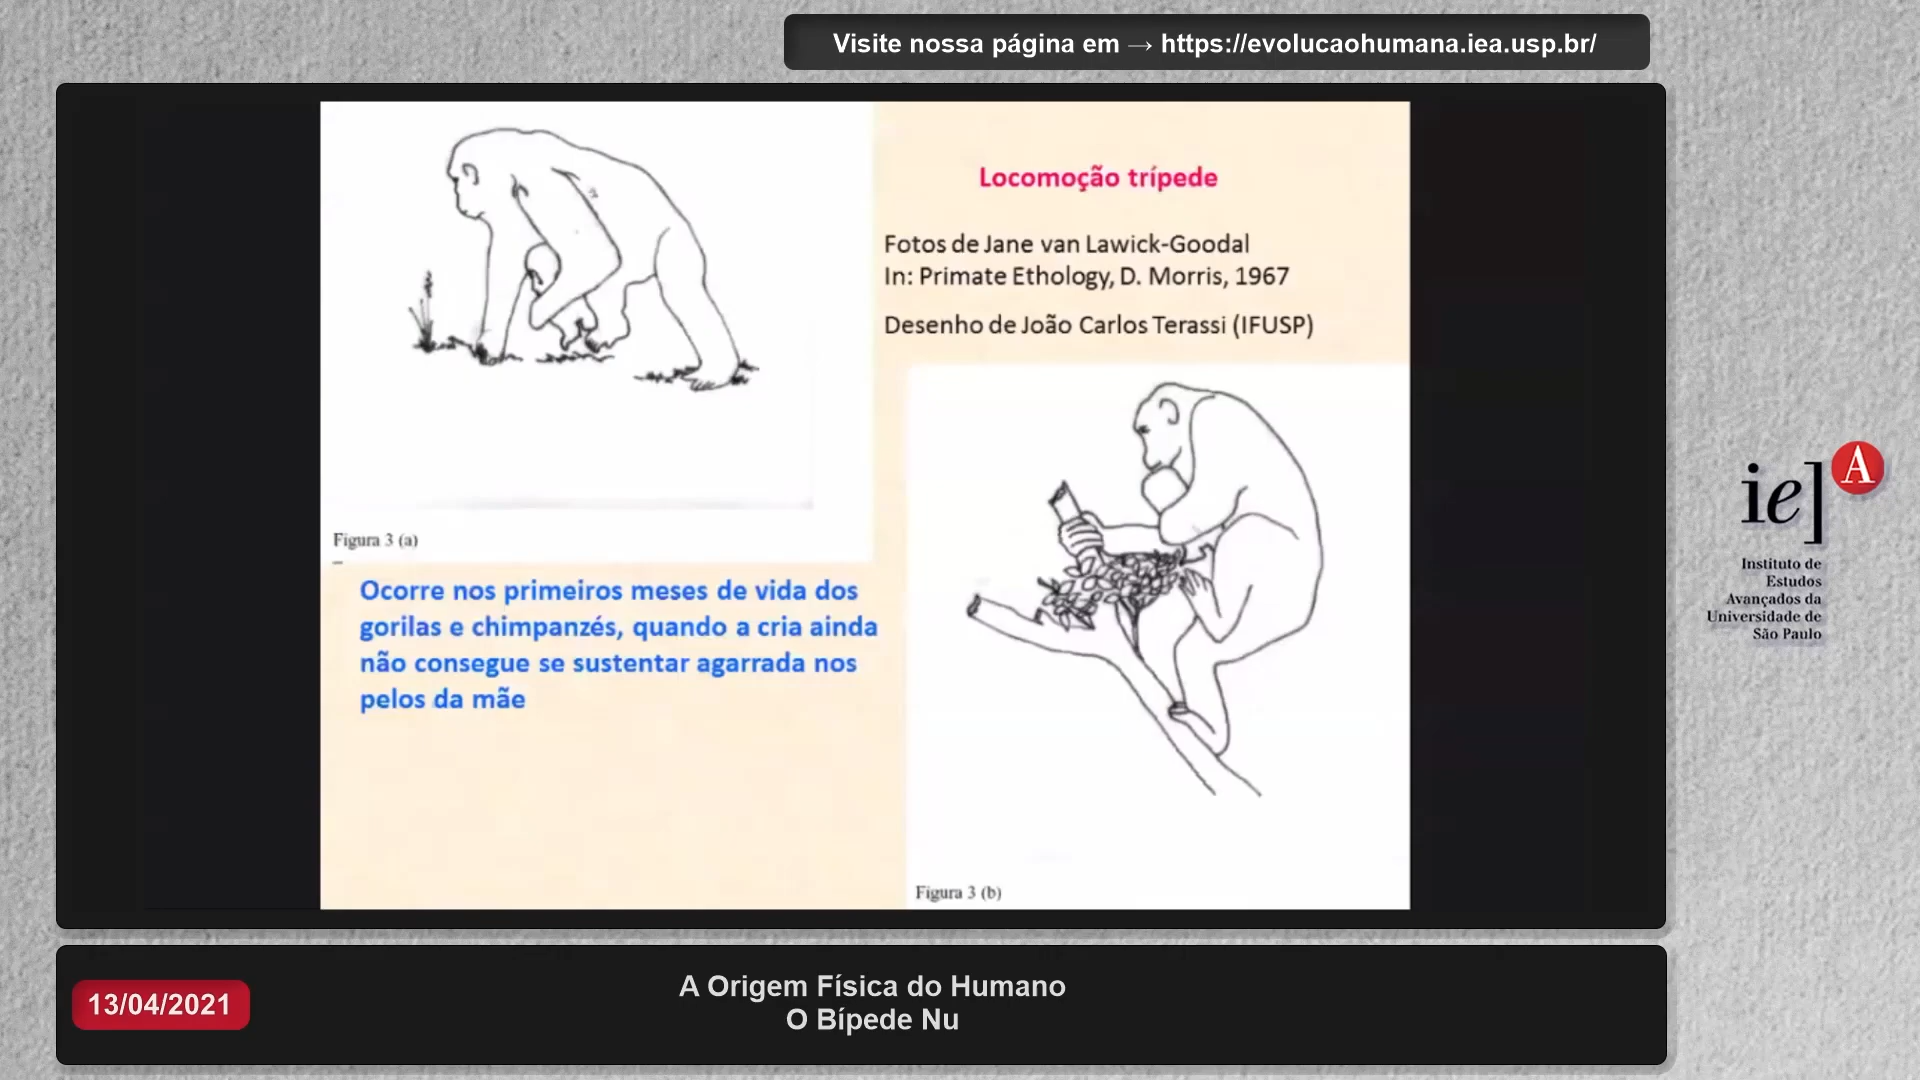 Visite nossa página em → https://evolucaohumana.iea.usp.br/
Locomoção trípede
Fotos de Jane van Lawick-Goodal
In: Primate Ethology, D. Morris, 1967
Desenho de João Carlos Terassi (IFUSP)
Figura 3 (a)
Ocorre nos primeiros meses de vida dos
gorilas e chimpanzés, quando a cria ainda
não consegue se sustentar agarrada nos
pelos da mãe
Figura 3 (b)
ie] A
Instituto de
Estudos
Avançados da
Universidade de
São Paulo
13/04/2021
A Origem Física do Humano
O Bípede Nu